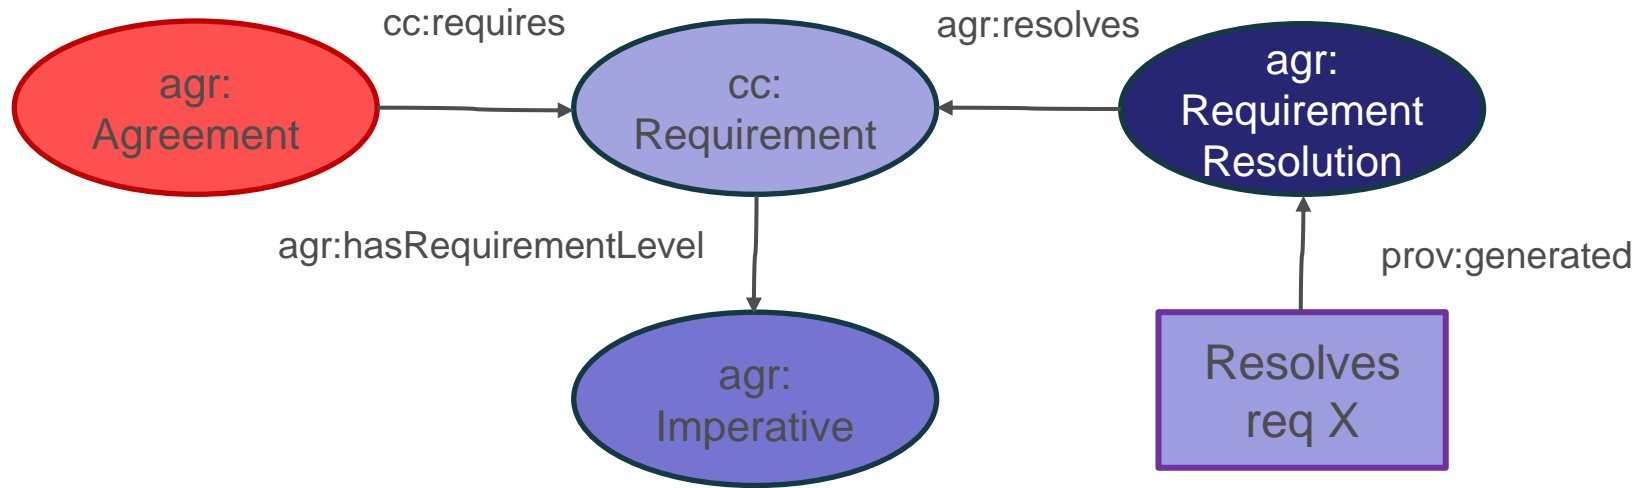 cc:requires
agr:resolves
agr:
Agreement
cc:
Requirement
agr:
Requirement
Resolution
agr:hasRequirementLevel
prov:generated
agr:
Imperative
Resolves
req X